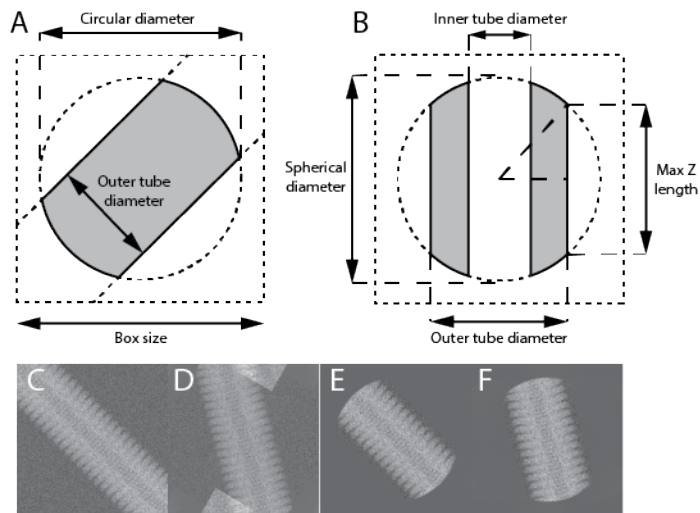 A
Circular diameter
Outer tube
diameter
Box size
B
Inner tube diameter
Spherical
diameter
Max Z
length
Outer tube diameter
C
D
E
F